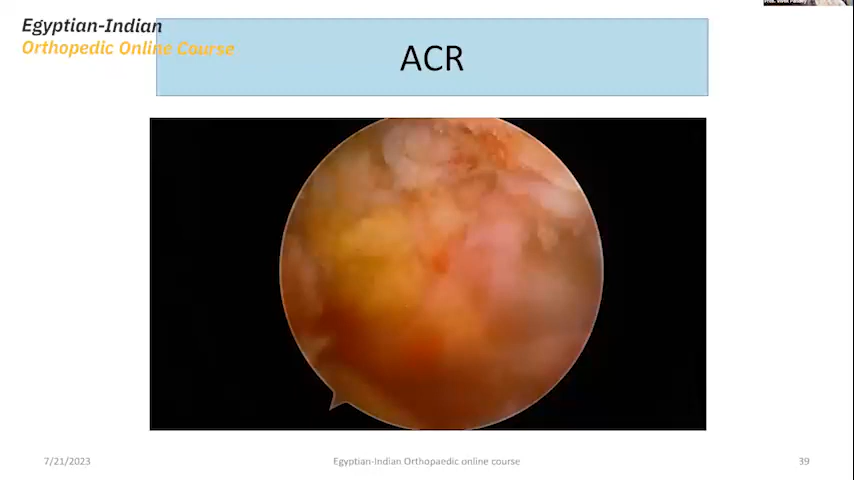 Egyptian-Indian
Orthopedic Online Course
ACR
7/21/2023
Egyptian-Indian Orthopaedic online course
39